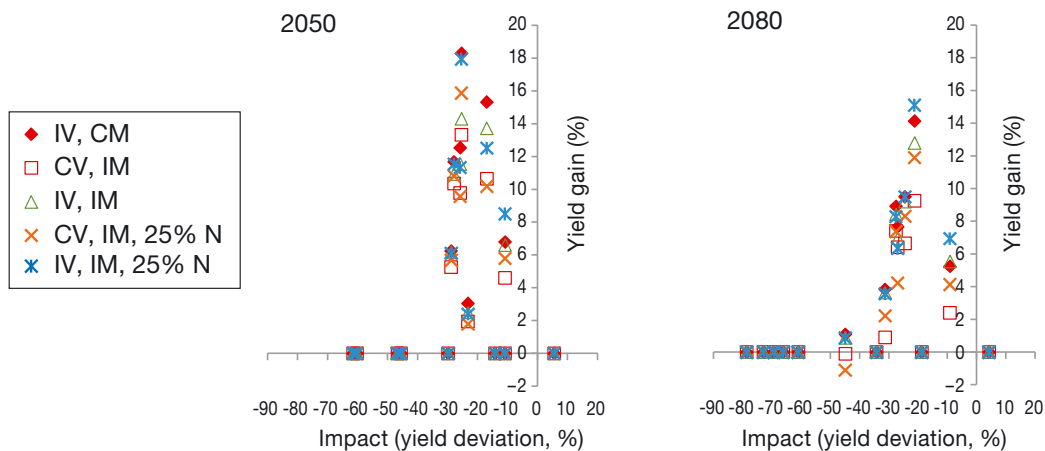 2050
2080
IV, CM
CV, IM
IV, IM
CV, IM, 25% N
IV, IM, 25% N
20
18
16
14
12
10
8
6
4
2
0
−2
Yield gain (%)
-90 -80 -70 -60 -50 -40 -30 -20 -10 0 10 20
Impact (yield deviation, %)
20
18
16
14
12
10
8
6
4
2
0
−2
Yield gain (%)
-90 -80 -70 -60 -50 -40 -30 -20 -10 0 10 20
Impact (yield deviation, %)